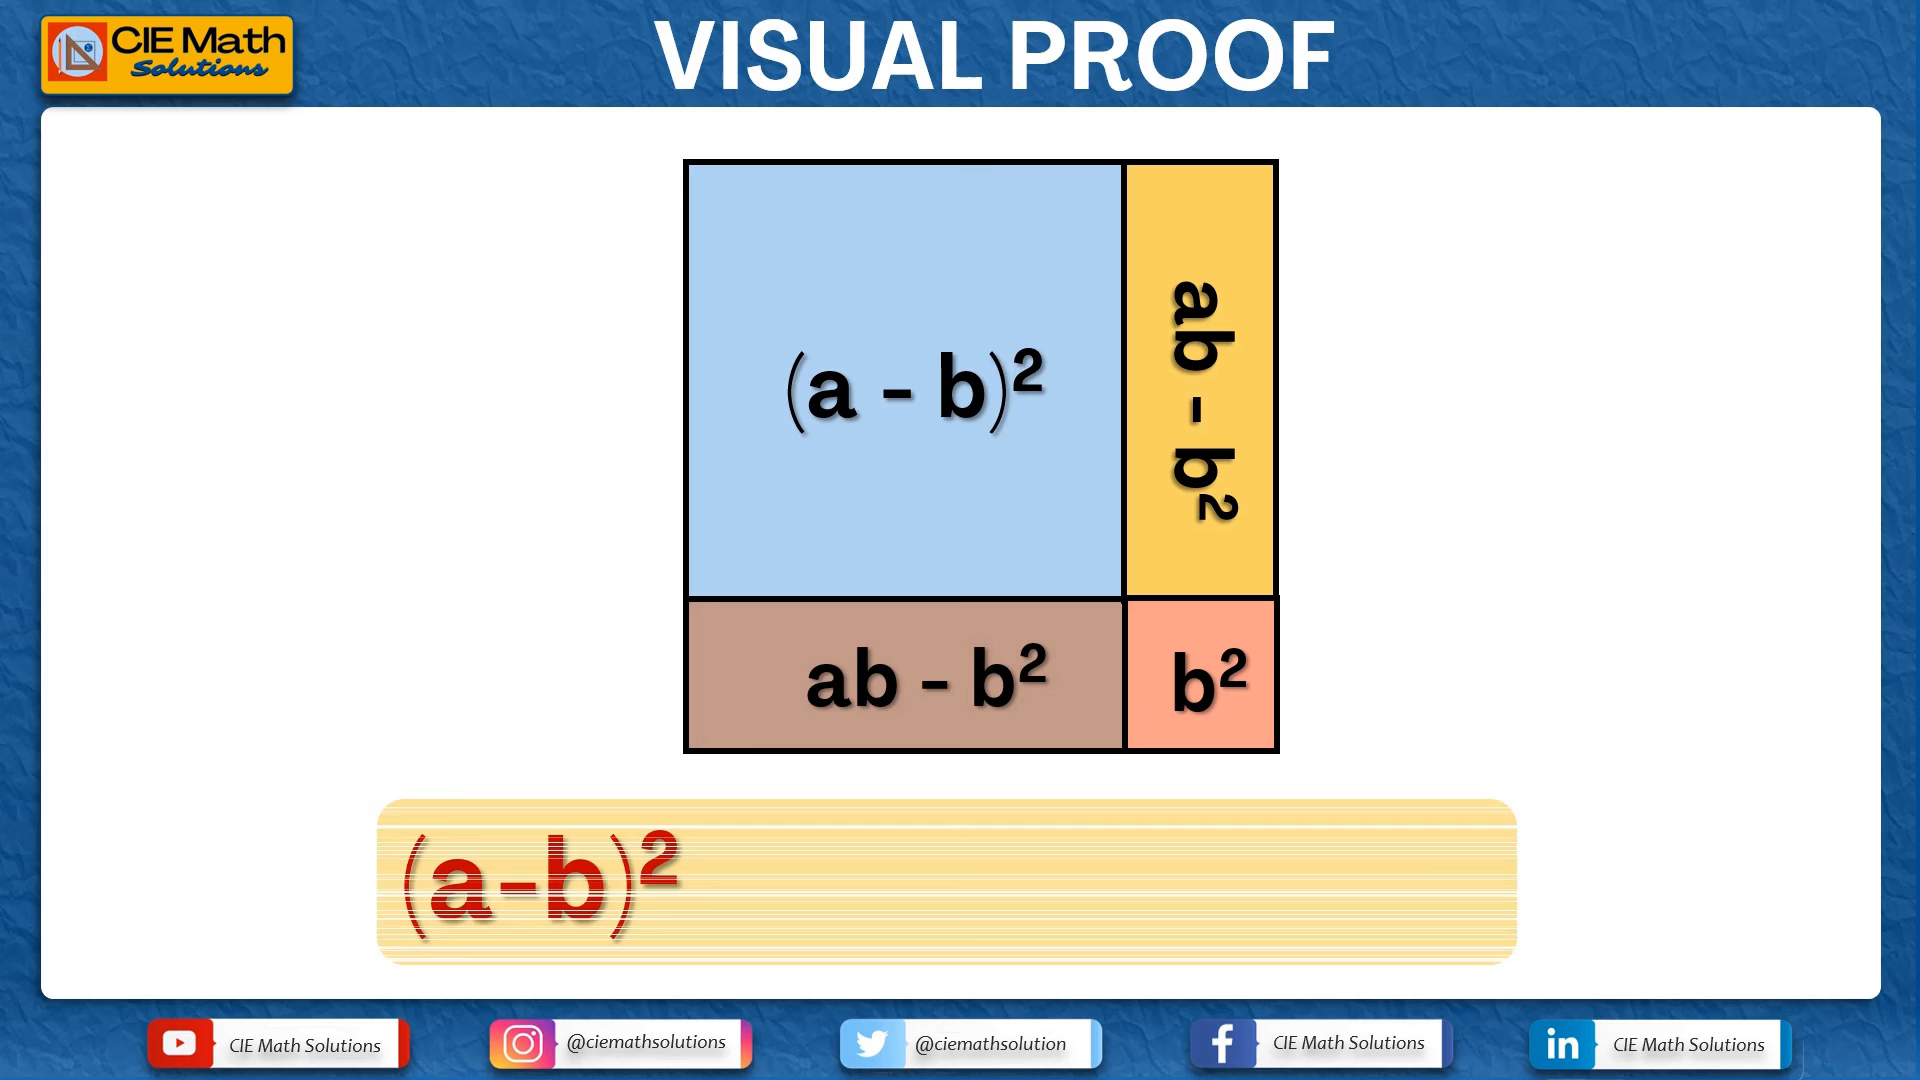 CIE Math
Solutions
VISUAL PROOF
(a - b)²
ab - b²
ab - b²
b²
(a-b)²
CIE Math Solutions
@ciemathsolutions
@ciemathsolution
CIE Math Solutions
CIE Math Solutions